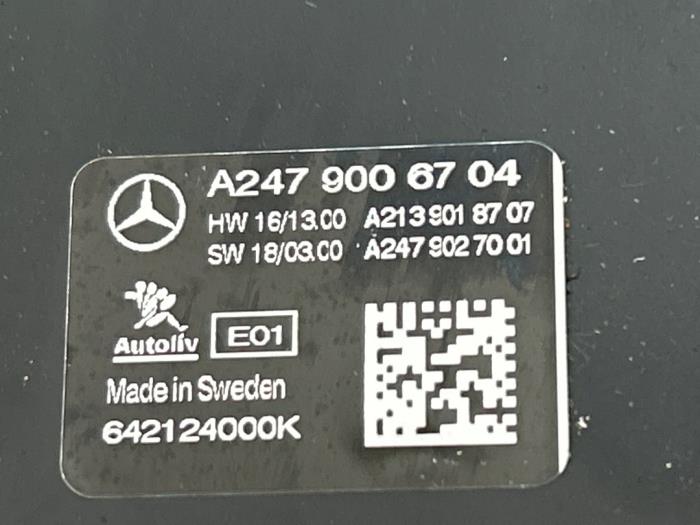 A247 900 67 04
HW 16/13.00 A213 901 87 07
SW 18/03.00 A247 902 70 01
Autoliv E01
Made in Sweden
642124000K